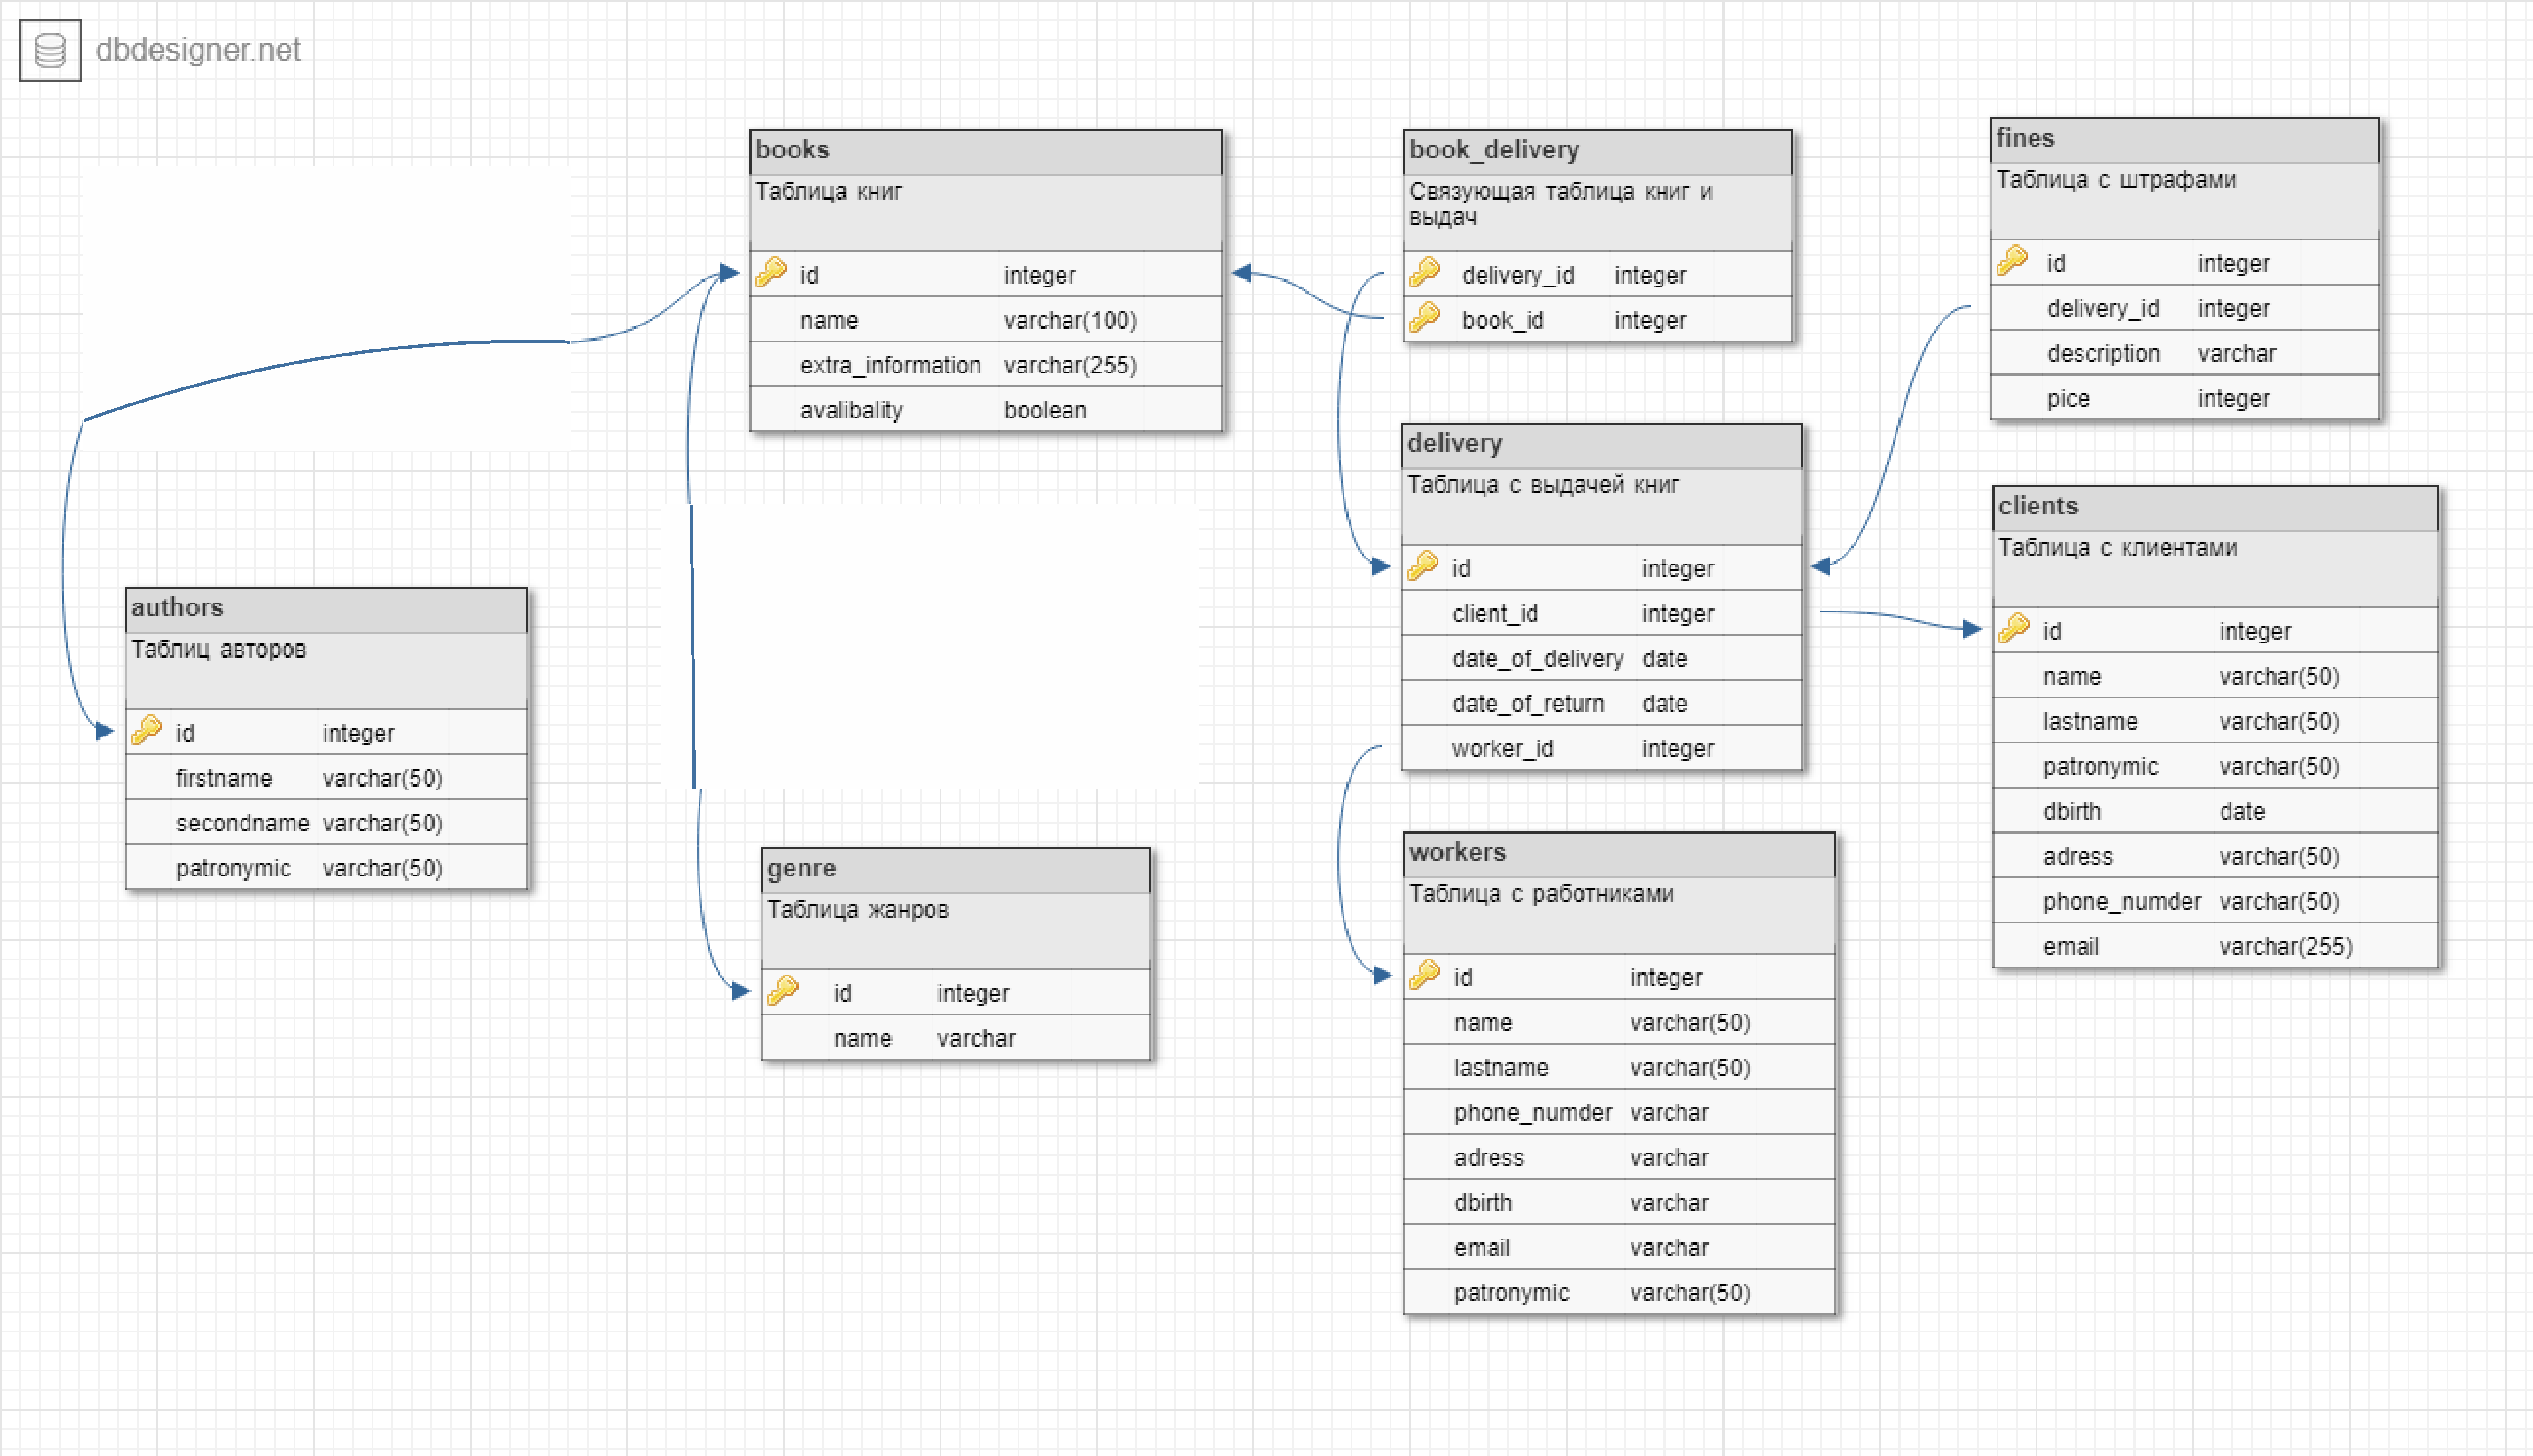 dbdesigner.net
books
Таблица книг
id integer
name varchar(100)
extra_information varchar(255)
avalibality boolean
book_delivery
Связующая таблица книг и
выдач
delivery_id integer
book_id integer
fines
Таблица с штрафами
id integer
delivery_id integer
description varchar
pice integer
delivery
Таблица с выдачей книг
id integer
client_id integer
date_of_delivery date
date_of_return date
worker_id integer
clients
Таблица с клиентами
id integer
name varchar(50)
lastname varchar(50)
patronymic varchar(50)
dbirth date
adress varchar(50)
phone_numder varchar(50)
email varchar(255)
authors
Таблиц авторов
id integer
firstname varchar(50)
secondname varchar(50)
patronymic varchar(50)
genre
Таблица жанров
id integer
name varchar
workers
Таблица с работниками
id integer
name varchar(50)
lastname varchar(50)
phone_numder varchar
adress varchar
dbirth varchar
email varchar
patronymic varchar(50)